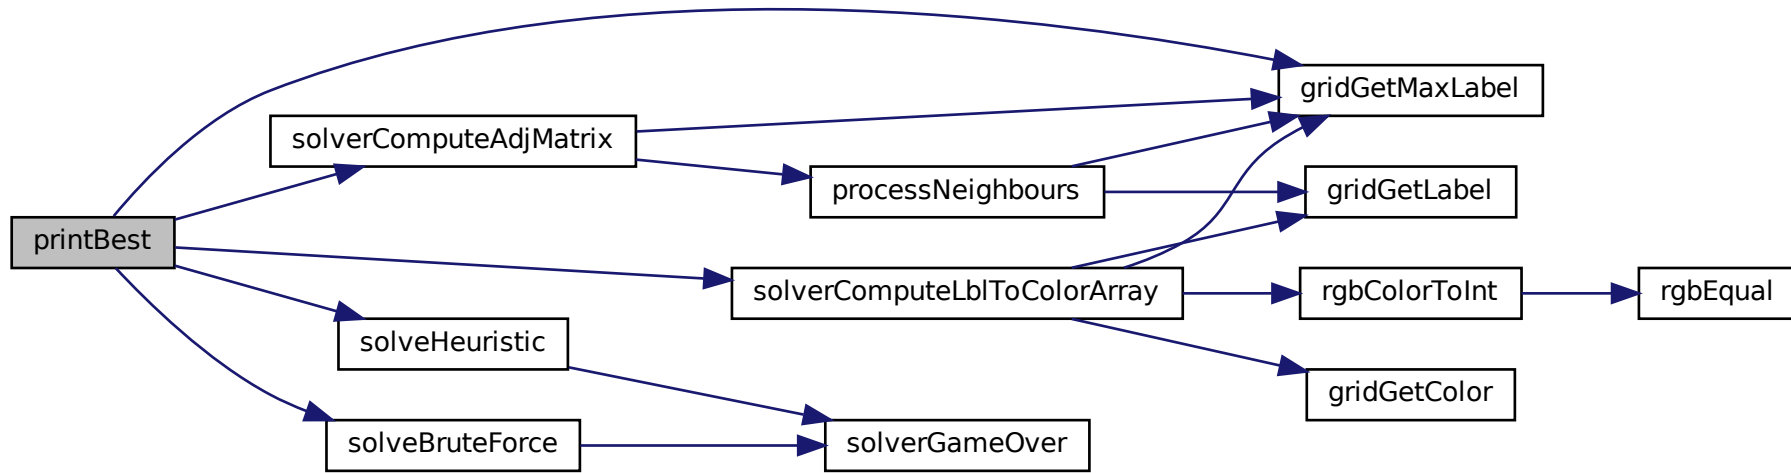 gridGetMaxLabel
solverComputeAdjMatrix
processNeighbours
gridGetLabel
printBest
solverComputeLblToColorArray
rgbColorToInt
rgbEqual
solveHeuristic
gridGetColor
solveBruteForce
solverGameOver